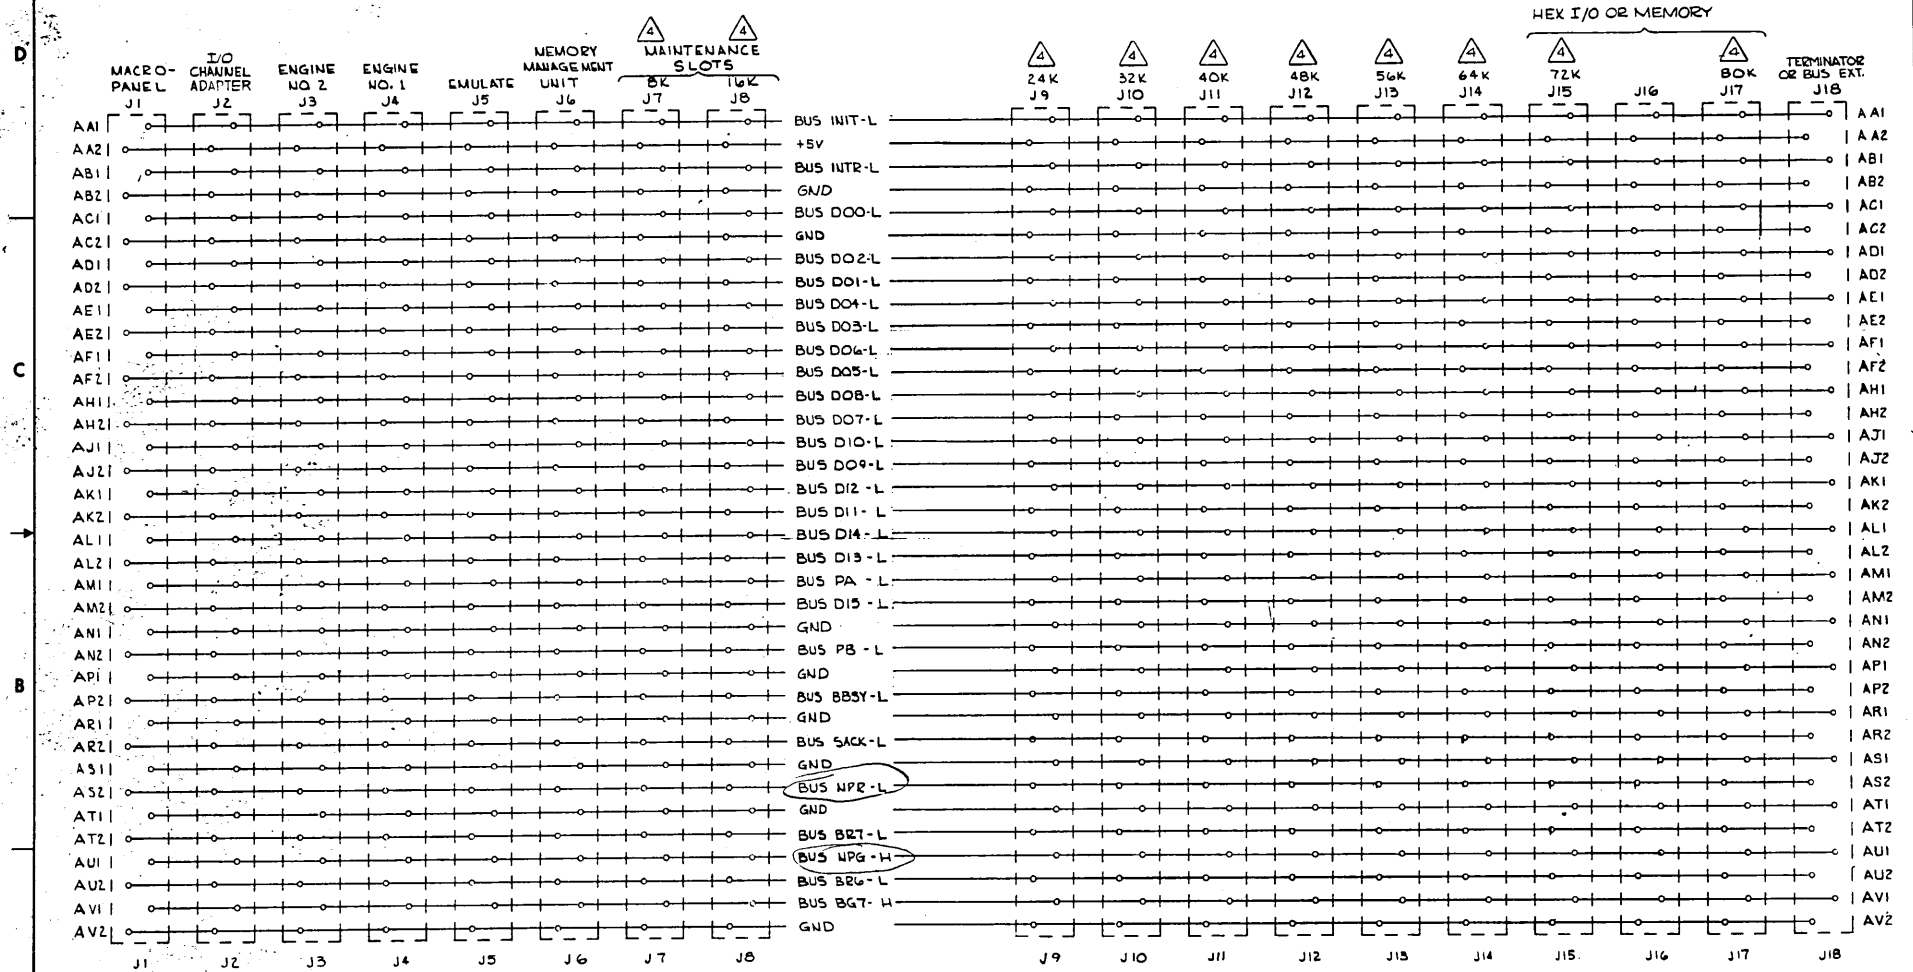 HEX I/O OR MEMORY
D
4 4 4 4 4 4 4 4 4 4
MAINTENANCE SLOTS
MACRO-PANEL I/O CHANNEL ADAPTER ENGINE NO 2 ENGINE NO. 1 EMULATE MEMORY MANAGEMENT UNIT 8K 16K 24K 32K 40K 48K 56K 64K 72K 80K TERMINATOR OR BUS EXT.
J1 J2 J3 J4 J5 J6 J7 J8 J9 J10 J11 J12 J13 J14 J15 J16 J17 J18
AA1 BUS INIT-L AA1
AA2 +5V AA2
AB1 BUS INTR-L AB1
AB2 GND AB2
AC1 BUS D00-L AC1
AC2 GND AC2
AD1 BUS D02-L AD1
AD2 BUS D01-L AD2
AE1 BUS D04-L AE1
AE2 BUS D03-L AE2
AF1 BUS D06-L AF1
C
AF2 BUS D05-L AF2
AH1 BUS D08-L AH1
AH2 BUS D07-L AH2
AJ1 BUS D10-L AJ1
AJ2 BUS D09-L AJ2
AK1 BUS D12-L AK1
AK2 BUS D11-L AK2
AL1 BUS D14-L AL1
AL2 BUS D13-L AL2
AM1 BUS PA-L AM1
AM2 BUS D15-L AM2
AN1 GND AN1
AN2 BUS PB-L AN2
AP1 GND AP1
B
AP2 BUS BBSY-L AP2
AR1 GND AR1
AR2 BUS SACK-L AR2
AS1 GND AS1
AS2 BUS NPR-L AS2
AT1 GND AT1
AT2 BUS BR7-L AT2
AU1 BUS NPG-H AU1
AU2 BUS BR6-L AU2
AV1 BUS BG7-H AV1
AV2 GND AV2
J1 J2 J3 J4 J5 J6 J7 J8 J9 J10 J11 J12 J13 J14 J15 J16 J17 J18